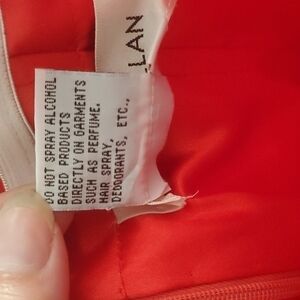 DO NOT SPRAY ALCOHOL
BASED PRODUCTS
DIRECTLY ON GARMENTS
SUCH AS PERFUME,
HAIR SPRAY,
DEODORANTS, ETC.,
LAN